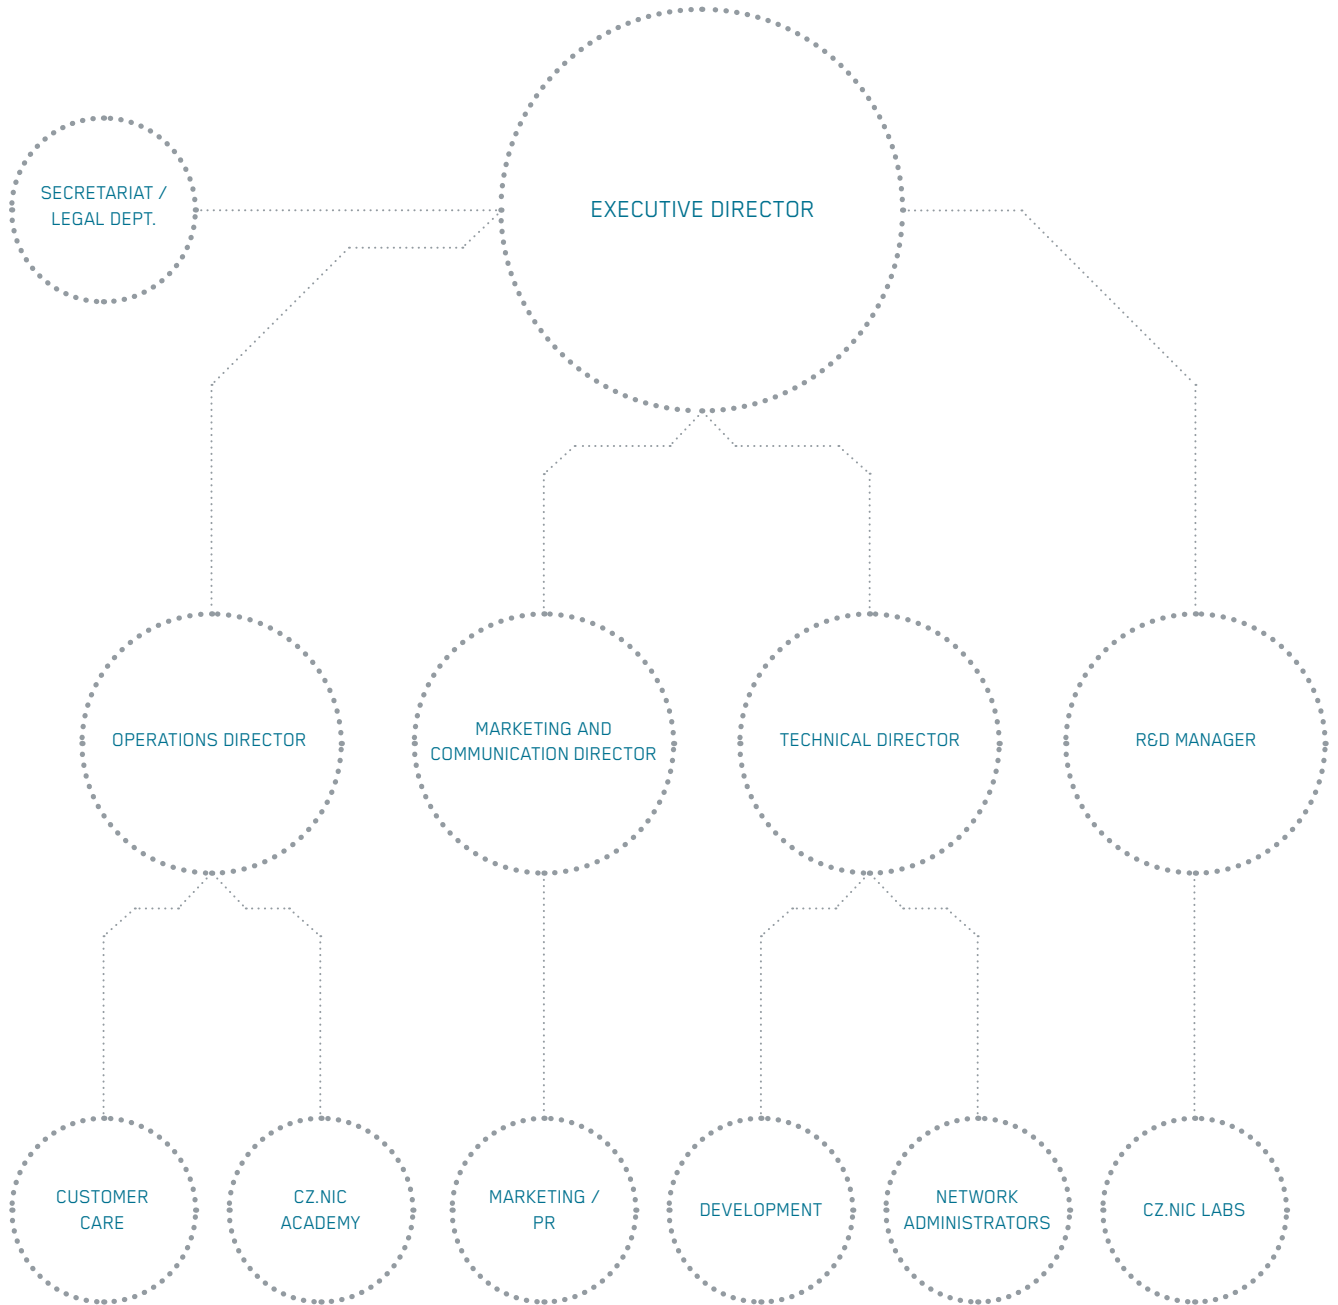 SECRETARIAT /
LEGAL DEPT.
EXECUTIVE DIRECTOR
OPERATIONS DIRECTOR
MARKETING AND
COMMUNICATION DIRECTOR
TECHNICAL DIRECTOR
R&D MANAGER
CUSTOMER
CARE
CZ.NIC
ACADEMY
MARKETING /
PR
DEVELOPMENT
NETWORK
ADMINISTRATORS
CZ.NIC LABS